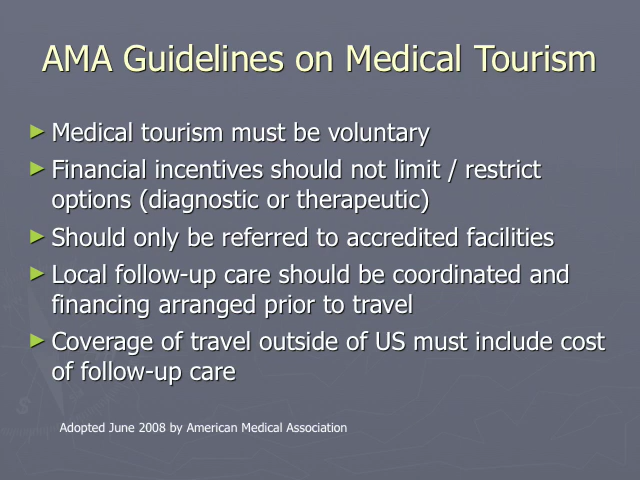 AMA Guidelines on Medical Tourism
► Medical tourism must be voluntary
► Financial incentives should not limit / restrict
options (diagnostic or therapeutic)
► Should only be referred to accredited facilities
► Local follow-up care should be coordinated and
financing arranged prior to travel
► Coverage of travel outside of US must include cost
of follow-up care
Adopted June 2008 by American Medical Association